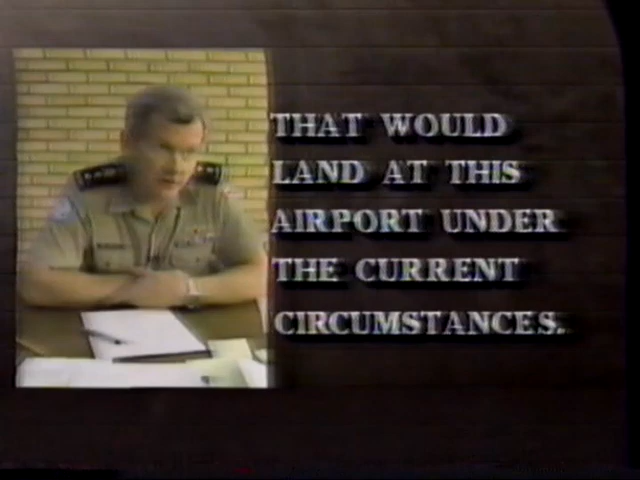 THAT WOULD
LAND AT THIS
AIRPORT UNDER
THE CURRENT
CIRCUMSTANCES.